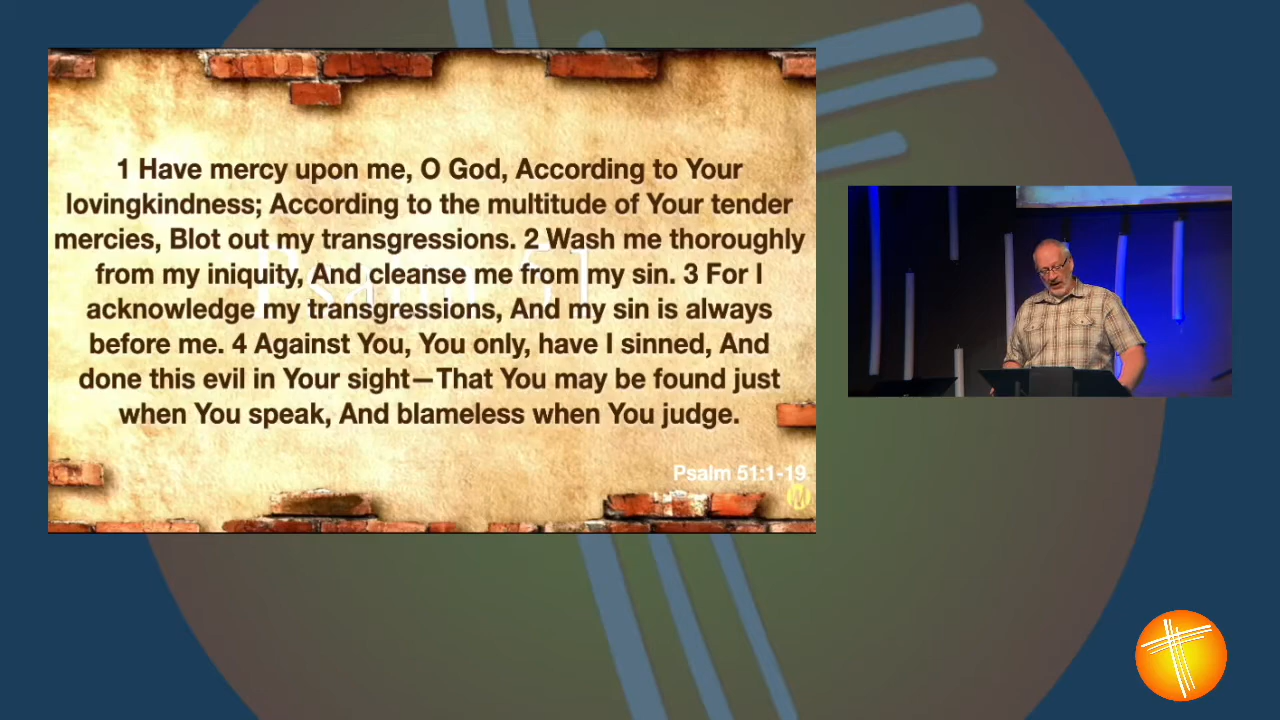 1 Have mercy upon me, O God, According to Your
lovingkindness; According to the multitude of Your tender
mercies, Blot out my transgressions. 2 Wash me thoroughly
from my iniquity, And cleanse me from my sin. 3 For I
acknowledge my transgressions, And my sin is always
before me. 4 Against You, You only, have I sinned, And
done this evil in Your sight—That You may be found just
when You speak, And blameless when You judge.
Psalm 51:1-19